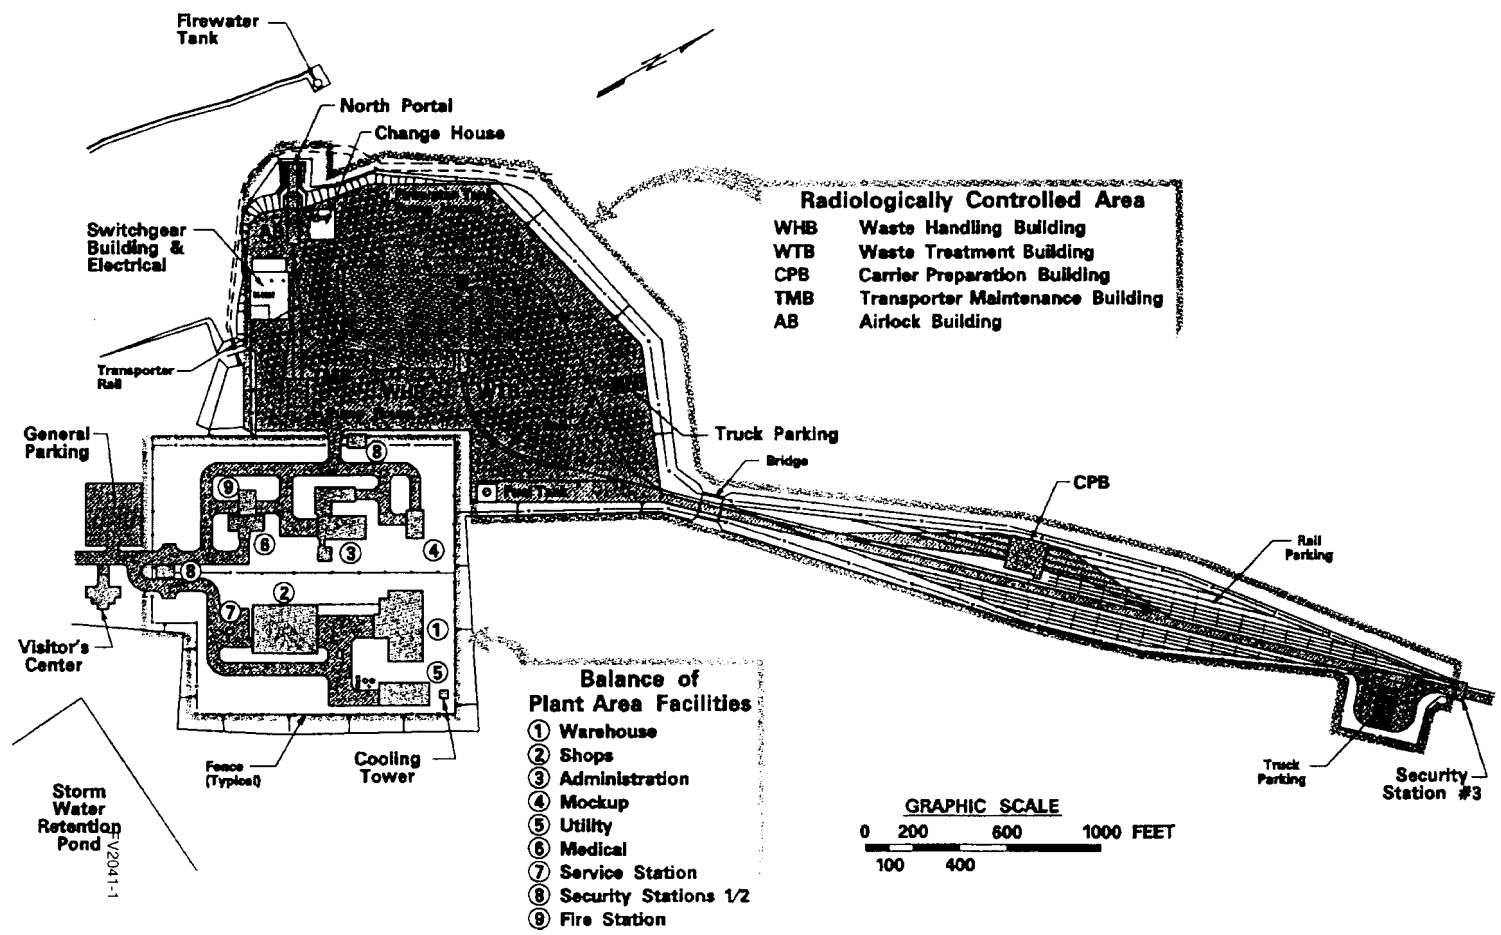 Firewater
Tank
N
North Portal
Change House
Radiologically Controlled Area
WHB Waste Handling Building
WTB Waste Treatment Building
CPB Carrier Preparation Building
TMB Transporter Maintenance Building
AB Airlock Building
AB
Switchgear
Building &
Electrical
Transporter
Rail
WTB
General
Parking
Truck Parking
Bridge
8
9
Fuel Tank
CPB
6
3
4
Rail
Parking
8
2
7
1
Visitor's
Center
5
Balance of
Plant Area Facilities
1 Warehouse
2 Shops
3 Administration
4 Mockup
5 Utility
6 Medical
7 Service Station
8 Security Stations 1/2
9 Fire Station
Fence
(Typical)
Cooling
Tower
Truck
Parking
Security
Station #3
Storm
Water
Retention
Pond
FV2041-1
GRAPHIC SCALE
0 200 600 1000 FEET
100 400